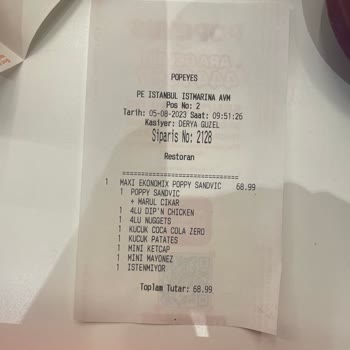 POPEYES
PE ISTANBUL ISTMARINA AVM
Pos No: 2
Tarih: 05-08-2023 Saat: 09:51:26
Kasiyer: DERYA GUZEL
Siparis No: 2128
Restoran
==============================
1 MAXI EKONOMIX POPPY SANDVIC 68.99
1 POPPY SANDVIC
+ MARUL CIKAR
1 4LU DIP'N CHICKEN
1 4LU NUGGETS
1 KUCUK COCA COLA ZERO
1 KUCUK PATATES
1 MINI KETCAP
1 MINI MAYONEZ
1 ISTENMIYOR
Toplam Tutar: 68.99